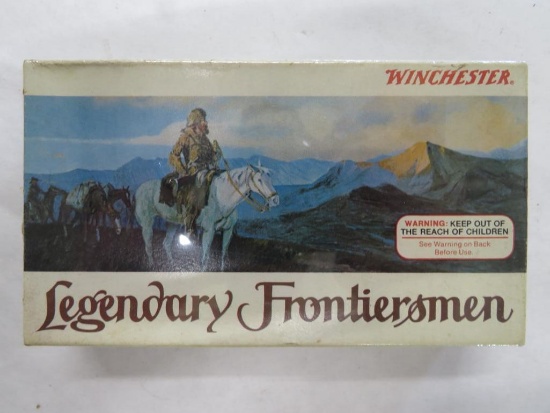 WINCHESTER®
WARNING: KEEP OUT OF
THE REACH OF CHILDREN
See Warning on Back
Before Use.
Legendary Frontiersmen